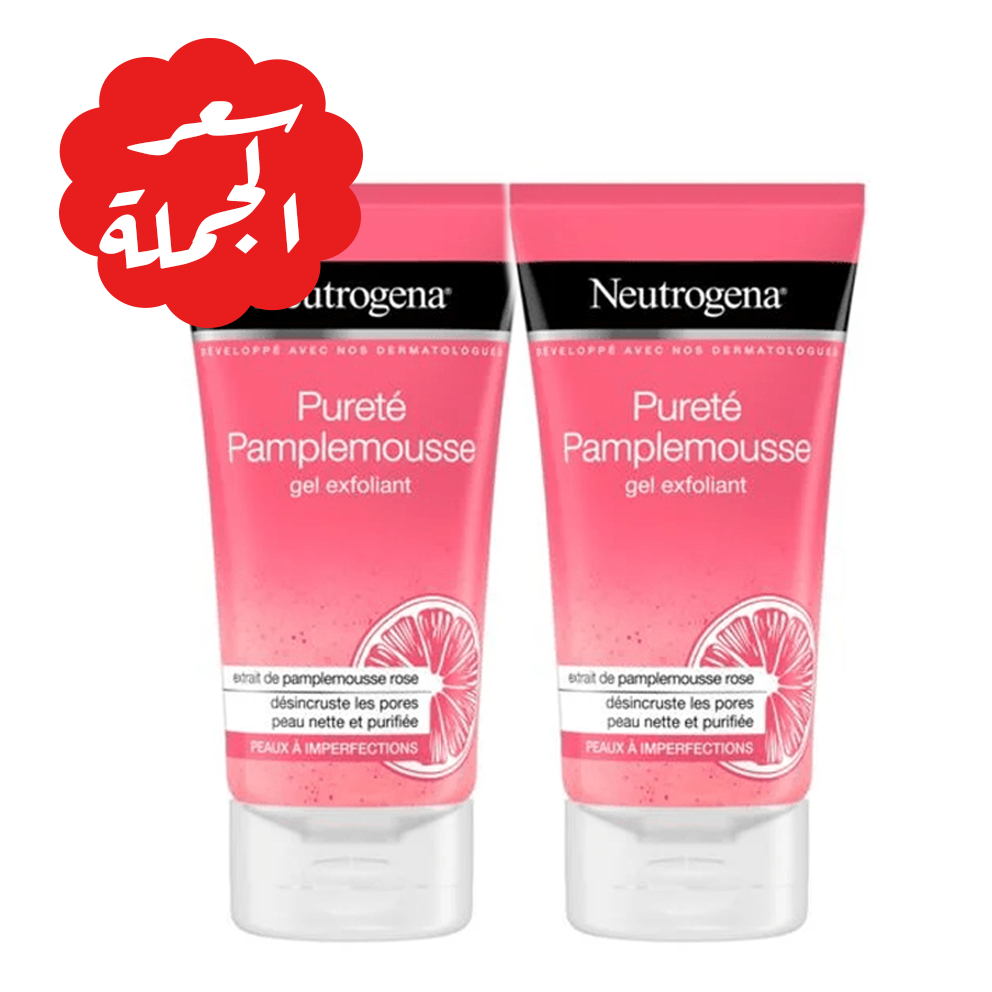 سعر
الجملة
utrogena®
DÉVELOPPÉ AVEC NOS DERMATOLOGUES
Pureté
Pamplemousse
gel exfoliant
extrait de pamplemousse rose
désincruste les pores
peau nette et purifiée
PEAUX À IMPERFECTIONS
Neutrogena®
DÉVELOPPÉ AVEC NOS DERMATOLOGUES
Pureté
Pamplemousse
gel exfoliant
extrait de pamplemousse rose
désincruste les pores
peau nette et purifiée
PEAUX À IMPERFECTIONS